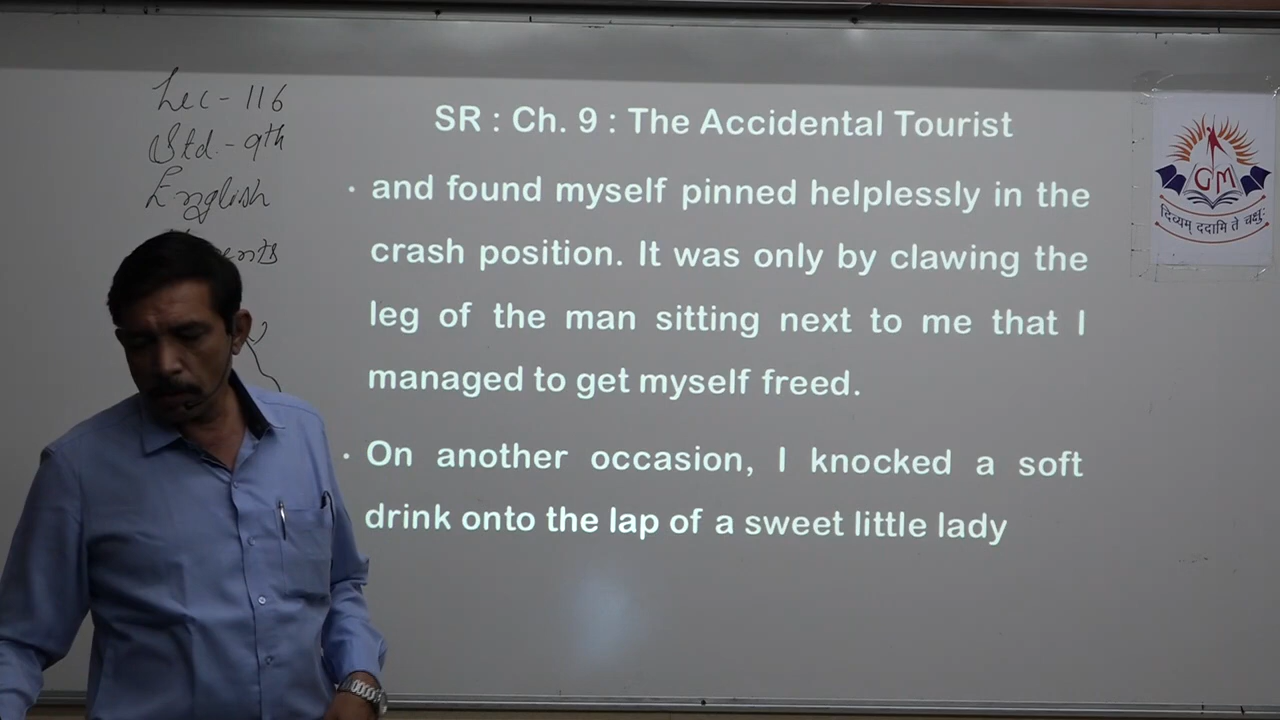 Lec - 116
Std. - 9th
English
SR : Ch. 9 : The Accidental Tourist
• and found myself pinned helplessly in the
crash position. It was only by clawing the
leg of the man sitting next to me that I
managed to get myself freed.
• On another occasion, I knocked a soft
drink onto the lap of a sweet little lady
GM
दिव्यम् ददामि ते चक्षुः